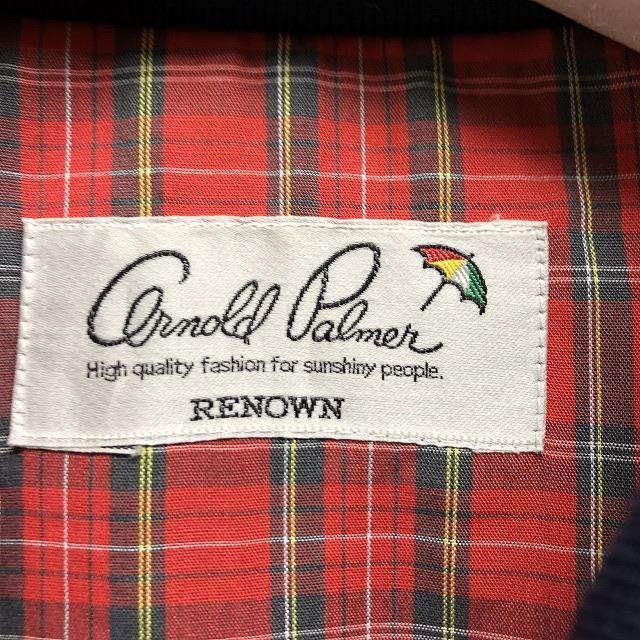 Arnold Palmer
High quality fashion for sunshiny people.
RENOWN